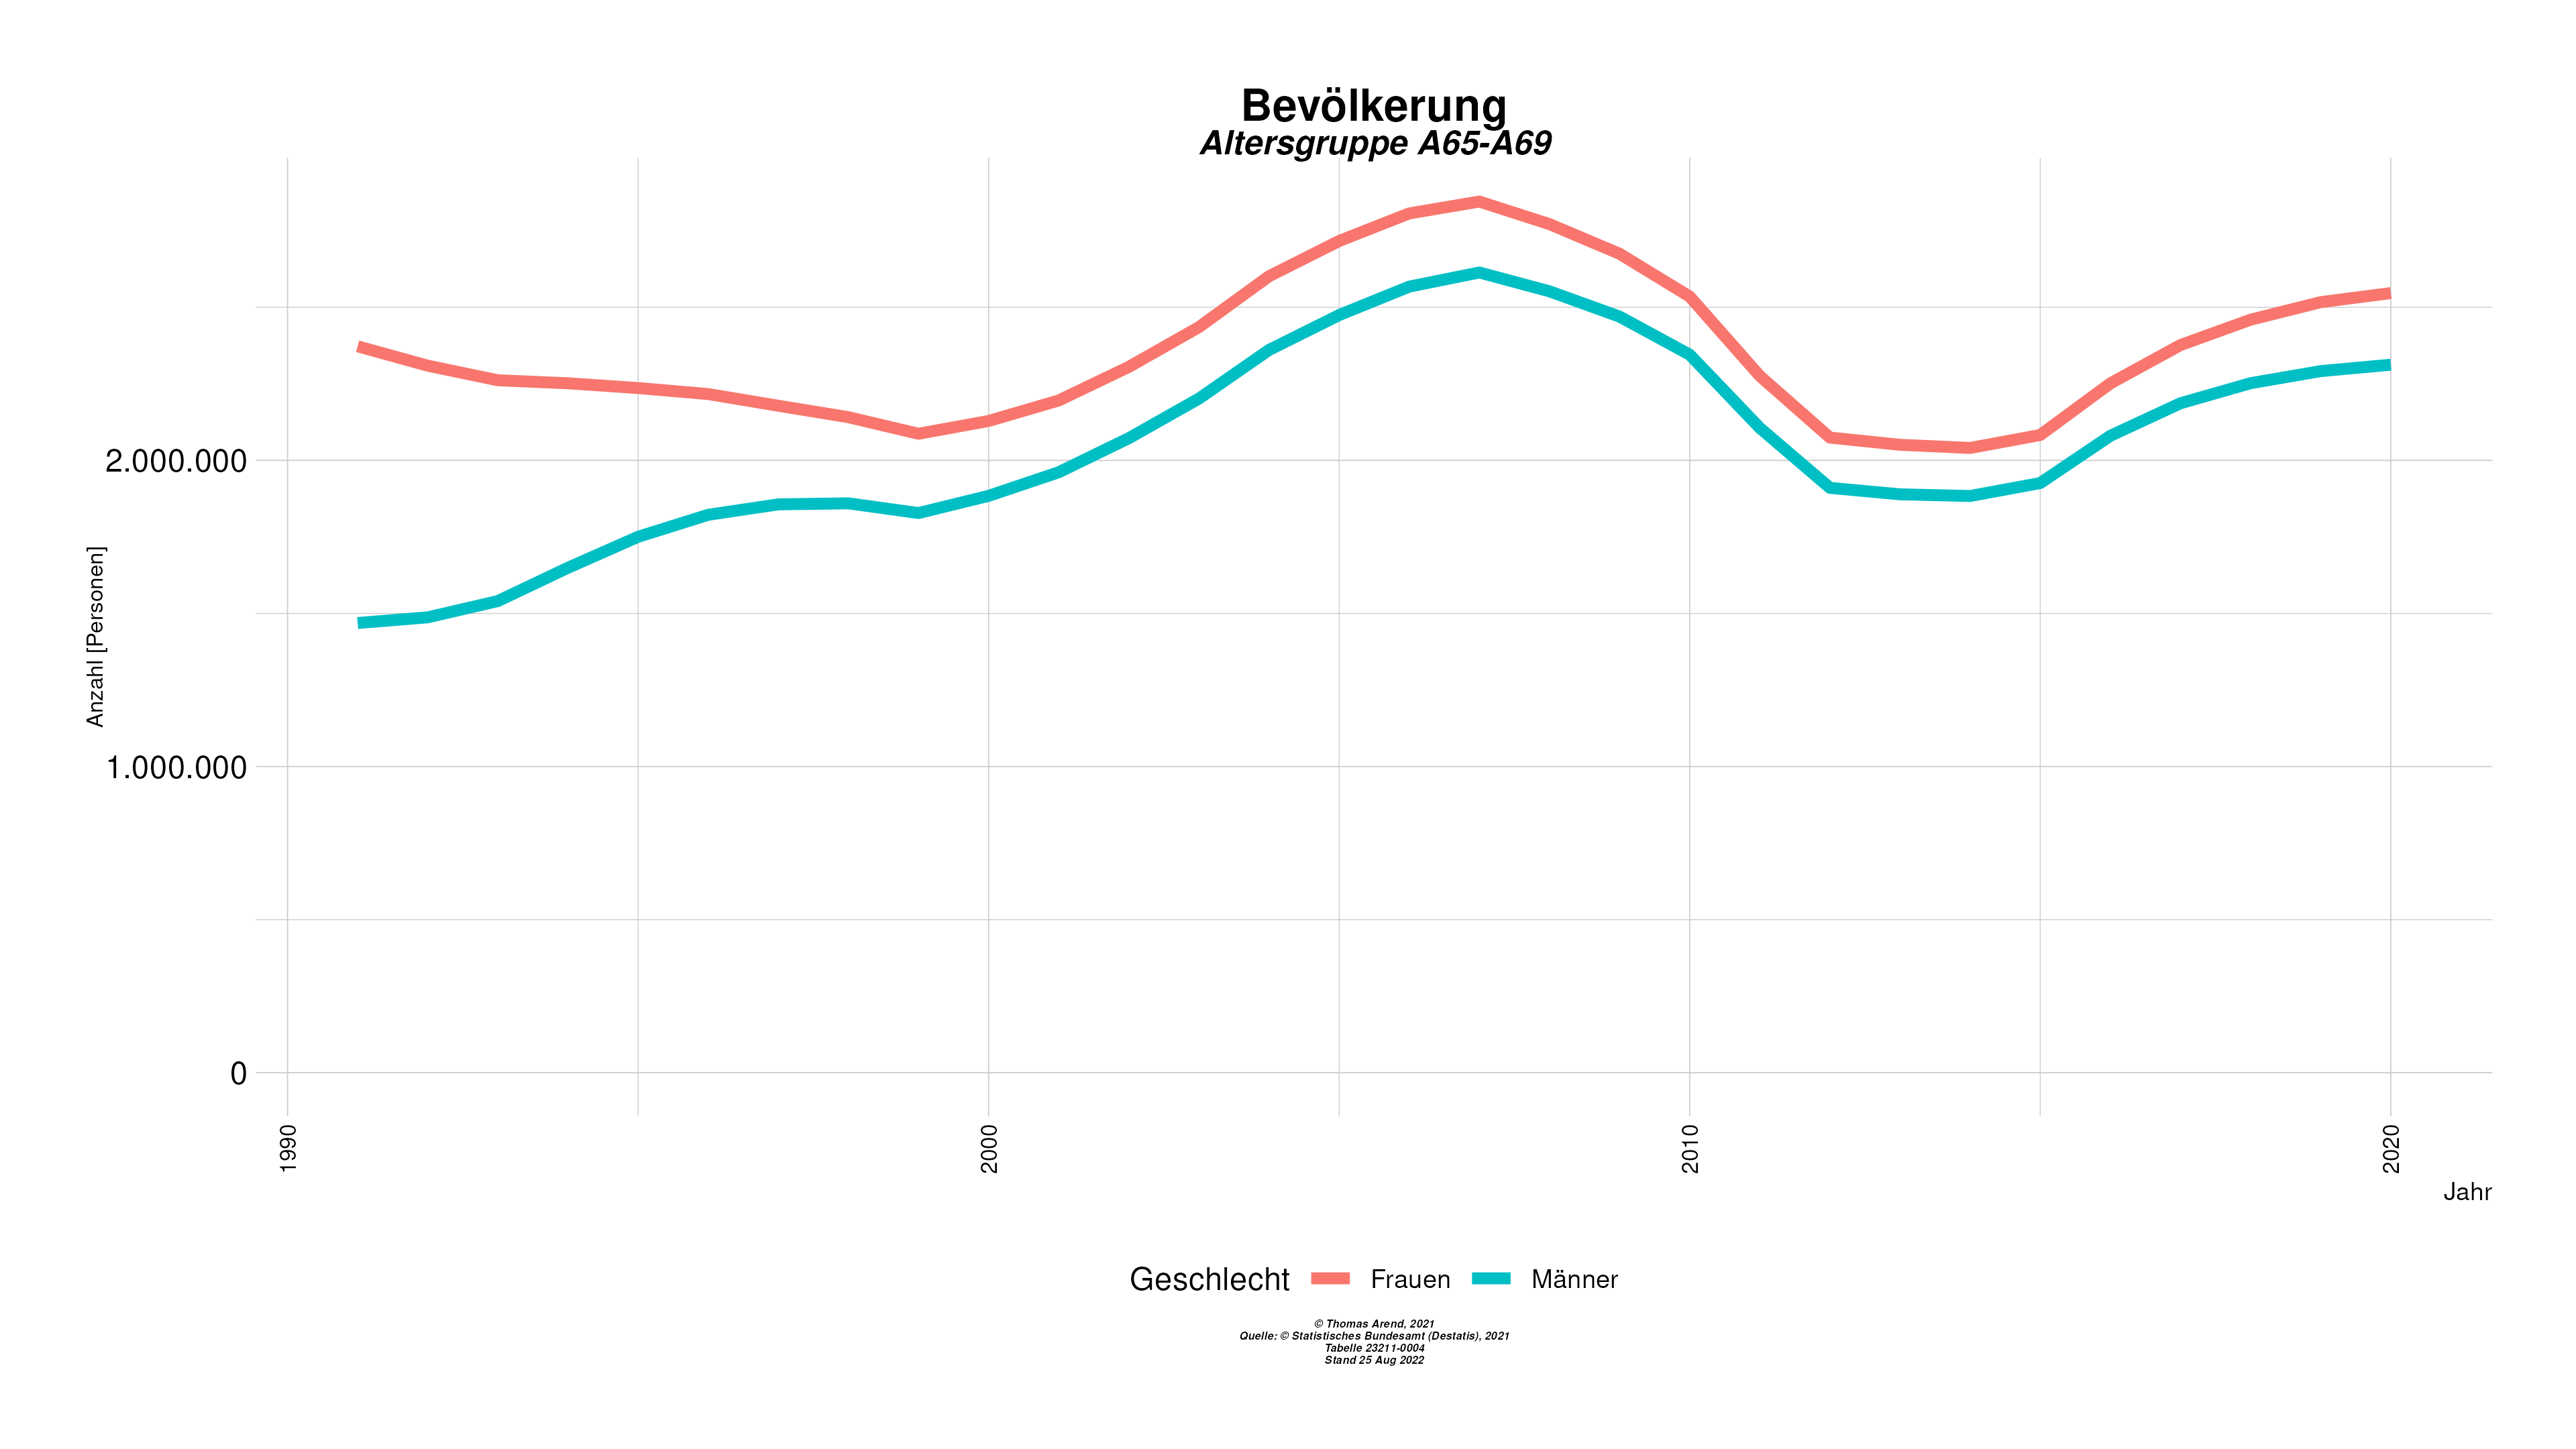 Bevölkerung
Altersgruppe A65-A69
Anzahl [Personen]
2.000.000
1.000.000
0
1990
2000
2010
2020
Jahr
Geschlecht Frauen Männer
© Thomas Arend, 2021
Quelle: © Statistisches Bundesamt (Destatis), 2021
Tabelle 23211-0004
Stand 25 Aug 2022